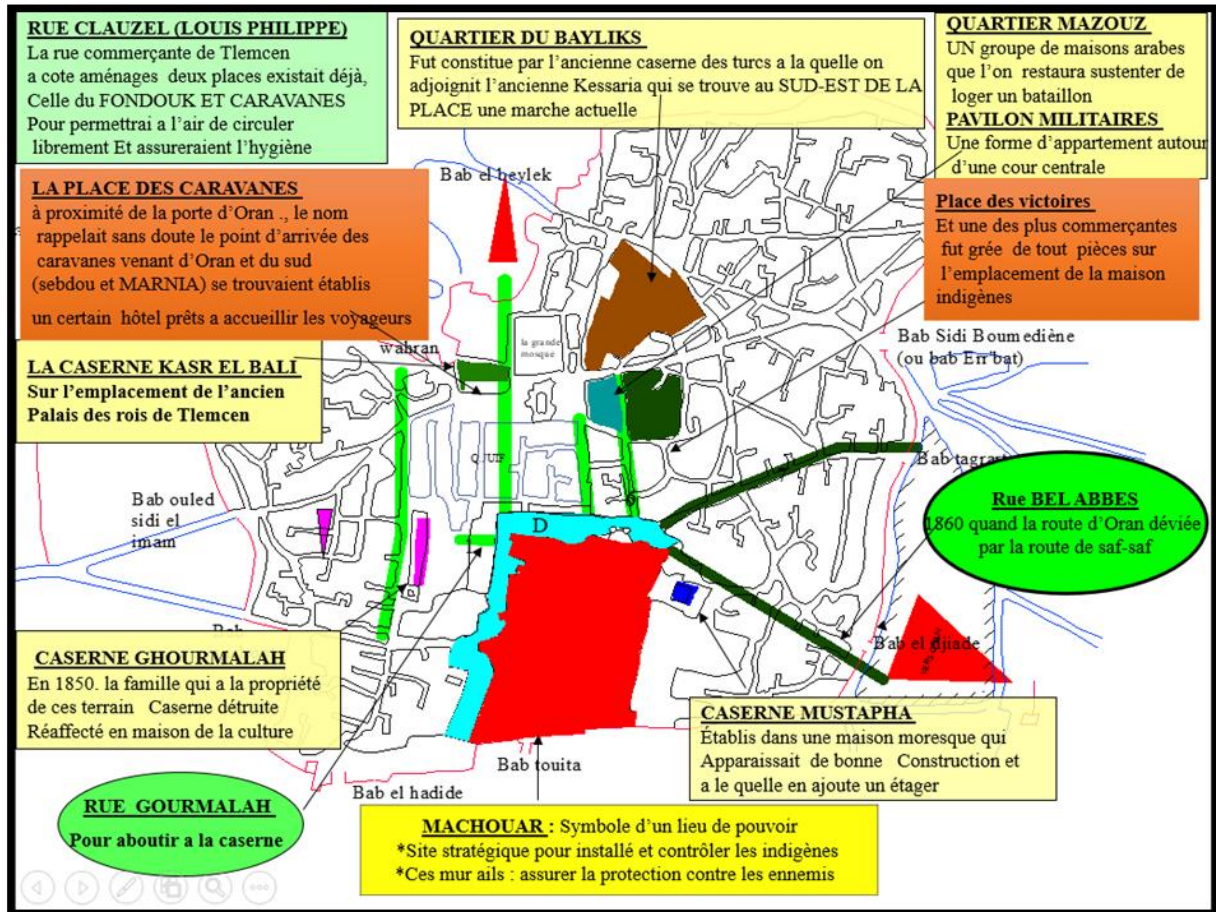 RUE CLAUZEL (LOUIS PHILIPPE)
La rue commerçante de Tlemcen
a cote aménages deux places existait déjà,
Celle du FONDOUK ET CARAVANES
Pour permettrai a l'air de circuler
librement Et assureraient l'hygiène
QUARTIER DU BAYLIKS
Fut constitue par l'ancienne caserne des turcs a la quelle on
adjoignit l'ancienne Kessaria qui se trouve au SUD-EST DE LA
PLACE une marche actuelle
QUARTIER MAZOUZ
UN groupe de maisons arabes
que l'on restaura sustenter de
loger un bataillon
PAVILON MILITAIRES
Une forme d'appartement autour
d'une cour centrale
Bab el beylek
LA PLACE DES CARAVANES
à proximité de la porte d'Oran ., le nom
rappelait sans doute le point d'arrivée des
caravanes venant d'Oran et du sud
(sebdou et MARNIA) se trouvaient établis
un certain hôtel prêts a accueillir les voyageurs
Place des victoires
Et une des plus commerçantes
fut grée de tout pièces sur
l'emplacement de la maison
indigènes
wahran
la grande
mosque
Bab Sidi Boumediène
(ou bab Err'bat)
LA CASERNE KASR EL BALI
Sur l'emplacement de l'ancien
Palais des rois de Tlemcen
Q.JUIF
Bab tagrart
Bab ouled
sidi el
imam
D
6
Rue BEL ABBES
1860 quand la route d'Oran déviée
par la route de saf-saf
Bab
Bab el djiade
CASERNE GHOURMALAH
En 1850. la famille qui a la propriété
de ces terrain Caserne détruite
Réaffecté en maison de la culture
CASERNE MUSTAPHA
Établis dans une maison moresque qui
Apparaissait de bonne Construction et
a le quelle en ajoute un étager
Bab touita
Bab el hadide
RUE GOURMALAH
Pour aboutir a la caserne
MACHOUAR : Symbole d'un lieu de pouvoir
*Site stratégique pour installé et contrôler les indigènes
*Ces mur ails : assurer la protection contre les ennemis